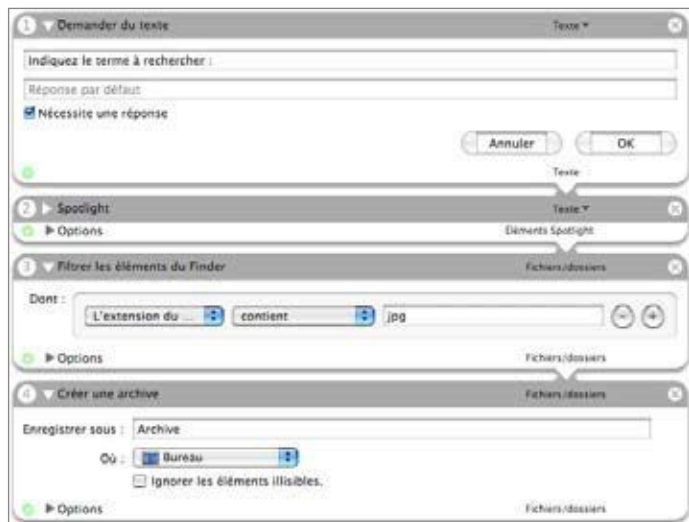 1 Demander du texte Texte
Indiquez le terme à rechercher :
Réponse par défaut
Nécessite une réponse
Annuler OK
Texte
2 Spotlight Texte
Options Eléments Spotlight
3 Filtrer les éléments du Finder Fichiers/dossiers
Dont :
L'extension du ... contient jpg
Options Fichiers/dossiers
4 Créer une archive Fichiers/dossiers
Enregistrer sous : Archive
Où : Bureau
Ignorer les éléments illisibles.
Options Fichiers/dossiers